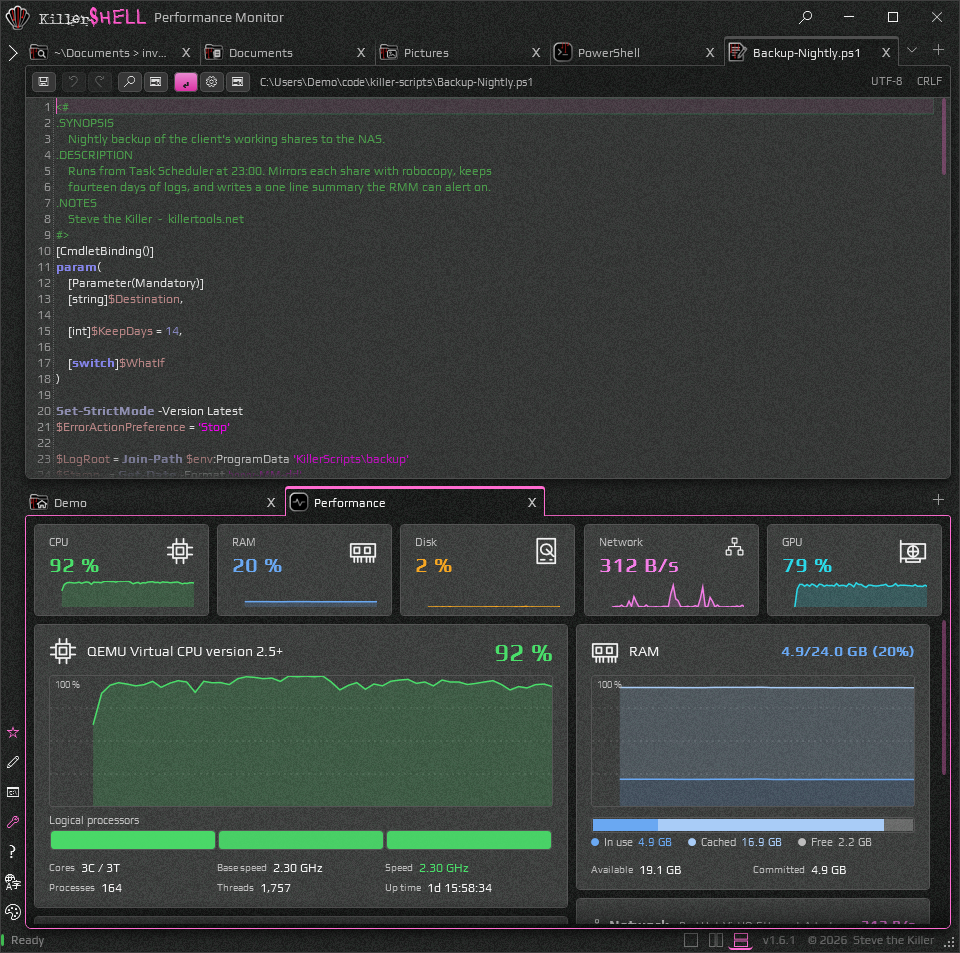 KillerSHELL Performance Monitor
~\Documents > inv... X Documents X Pictures X PowerShell X Backup-Nightly.ps1 X
C:\Users\Demo\code\killer-scripts\Backup-Nightly.ps1 UTF-8 CRLF
1 <#
2 .SYNOPSIS
3 Nightly backup of the client's working shares to the NAS.
4 .DESCRIPTION
5 Runs from Task Scheduler at 23:00. Mirrors each share with robocopy, keeps
6 fourteen days of logs, and writes a one line summary the RMM can alert on.
7 .NOTES
8 Steve the Killer - killertools.net
9 #>
10 [CmdletBinding()]
11 param(
12 [Parameter(Mandatory)]
13 [string]$Destination,
14
15 [int]$KeepDays = 14,
16
17 [switch]$WhatIf
18 )
19
20 Set-StrictMode -Version Latest
21 $ErrorActionPreference = 'Stop'
22
23 $LogRoot = Join-Path $env:ProgramData 'KillerScripts\backup'
Demo X Performance X
CPU RAM Disk Network GPU
92 % 20 % 2 % 312 B/s 79 %
QEMU Virtual CPU version 2.5+ 92 %
100 %
Logical processors
Cores 3C / 3T Base speed 2.30 GHz Speed 2.30 GHz
Processes 164 Threads 1,757 Up time 1d 15:58:34
RAM 4.9/24.0 GB (20%)
100 %
In use 4.9 GB Cached 16.9 GB Free 2.2 GB
Available 19.1 GB Committed 4.9 GB
Network
Ready v1.6.1 © 2026 Steve the Killer